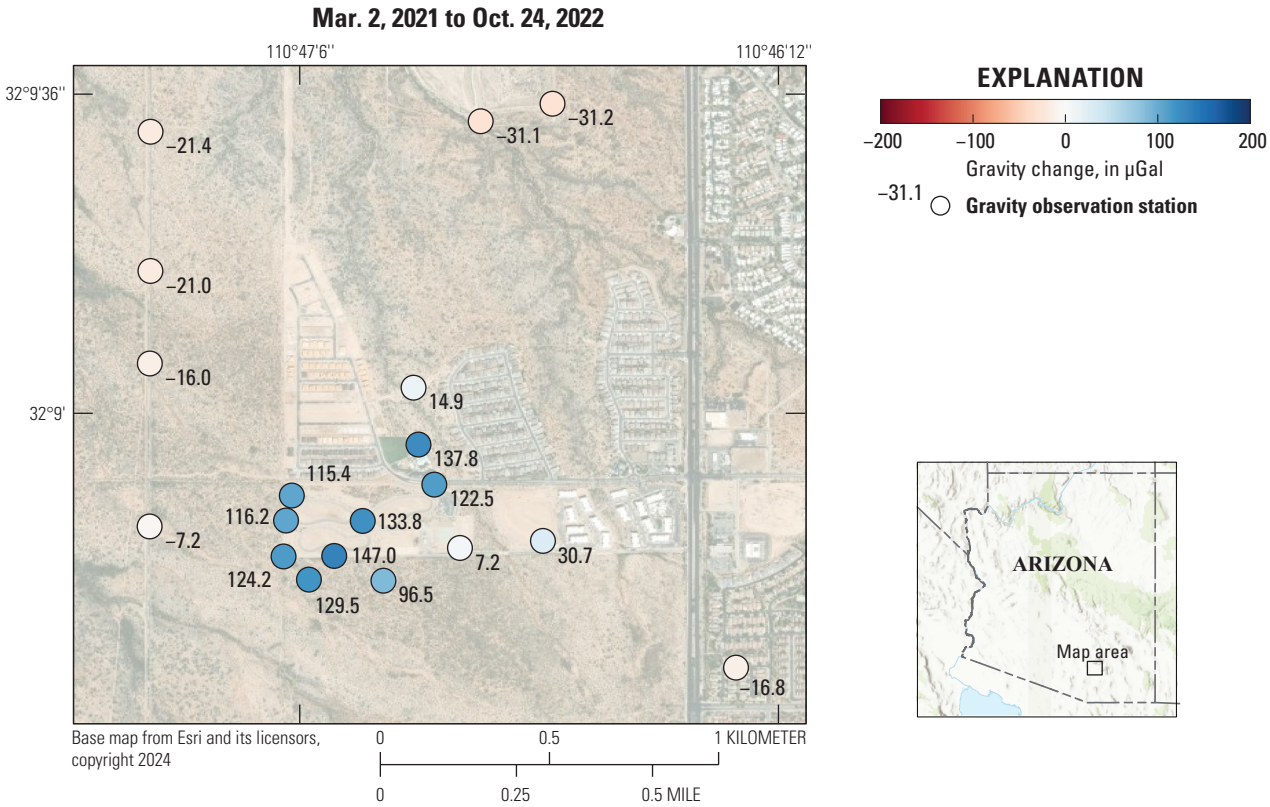 Mar. 2, 2021 to Oct. 24, 2022
110°47'6''
110°46'12''
32°9'36''
32°9'
−21.4
−31.1
−31.2
−21.0
−16.0
14.9
137.8
122.5
115.4
116.2
133.8
−7.2
147.0
7.2
30.7
124.2
129.5
96.5
−16.8
Base map from Esri and its licensors,
copyright 2024
0 0.5 1 KILOMETER
0 0.25 0.5 MILE
EXPLANATION
−200 −100 0 100 200
Gravity change, in µGal
−31.1
Gravity observation station
ARIZONA
Map area